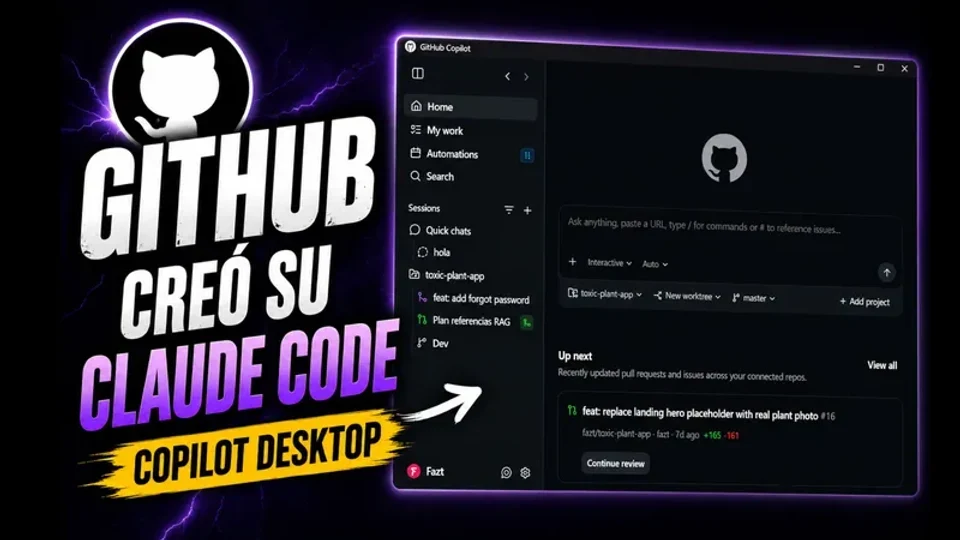 GITHUB
CREÓ SU
CLAUDE CODE
COPILOT DESKTOP
GitHub Copilot
Home
My work
Automations
11
Search
Sessions
Quick chats
hola
toxic-plant-app
feat: add forgot password
Plan referencias RAG
Dev
Fazt
Ask anything, paste a URL, type / for commands or # to reference issues...
Interactive
Auto
toxic-plant-app
New worktree
master
+ Add project
Up next
View all
Recently updated pull requests and issues across your connected repos.
feat: replace landing hero placeholder with real plant photo #16
fazt/toxic-plant-app · fazt · 7d ago +165 -161
Continue review